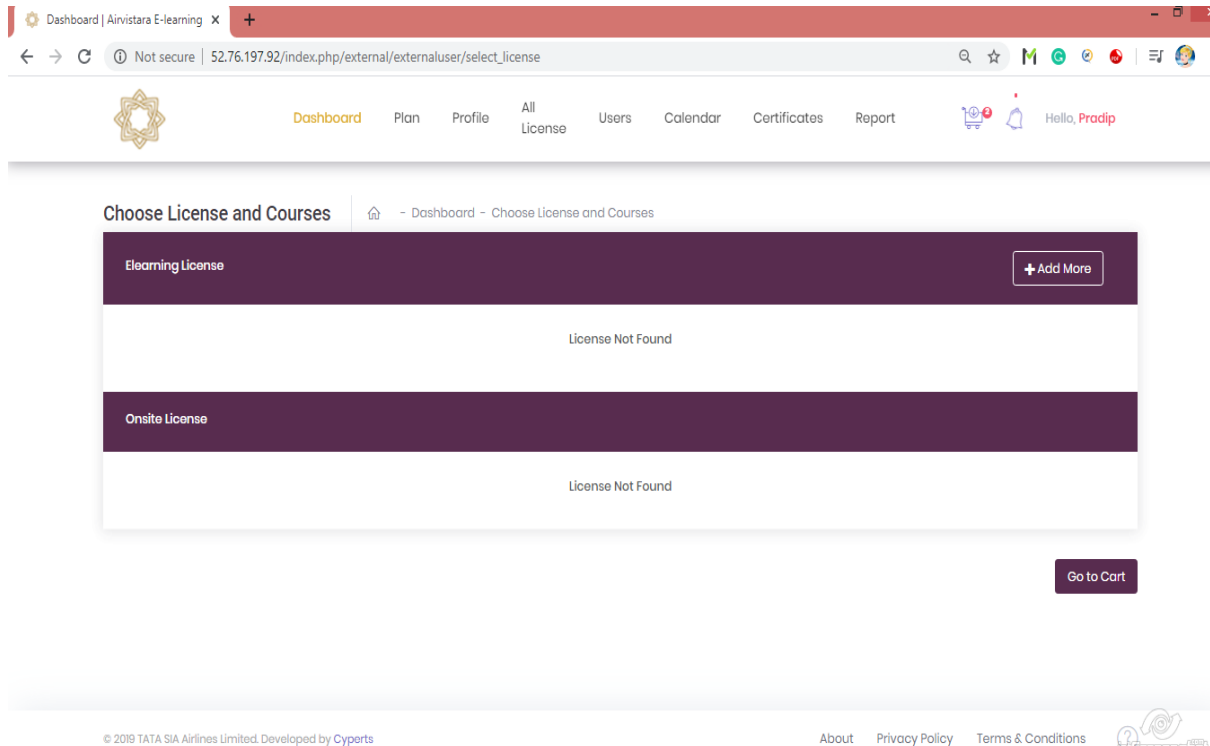 Dashboard | Airvistara E-learning
Not secure | 52.76.197.92/index.php/external/externaluser/select_license
Dashboard Plan Profile All License Users Calendar Certificates Report 2 Hello, Pradip
Choose License and Courses - Dashboard - Choose License and Courses
Elearning License + Add More
License Not Found
Onsite License
License Not Found
Go to Cart
© 2019 TATA SIA Airlines Limited. Developed by Cyperts About Privacy Policy Terms & Conditions